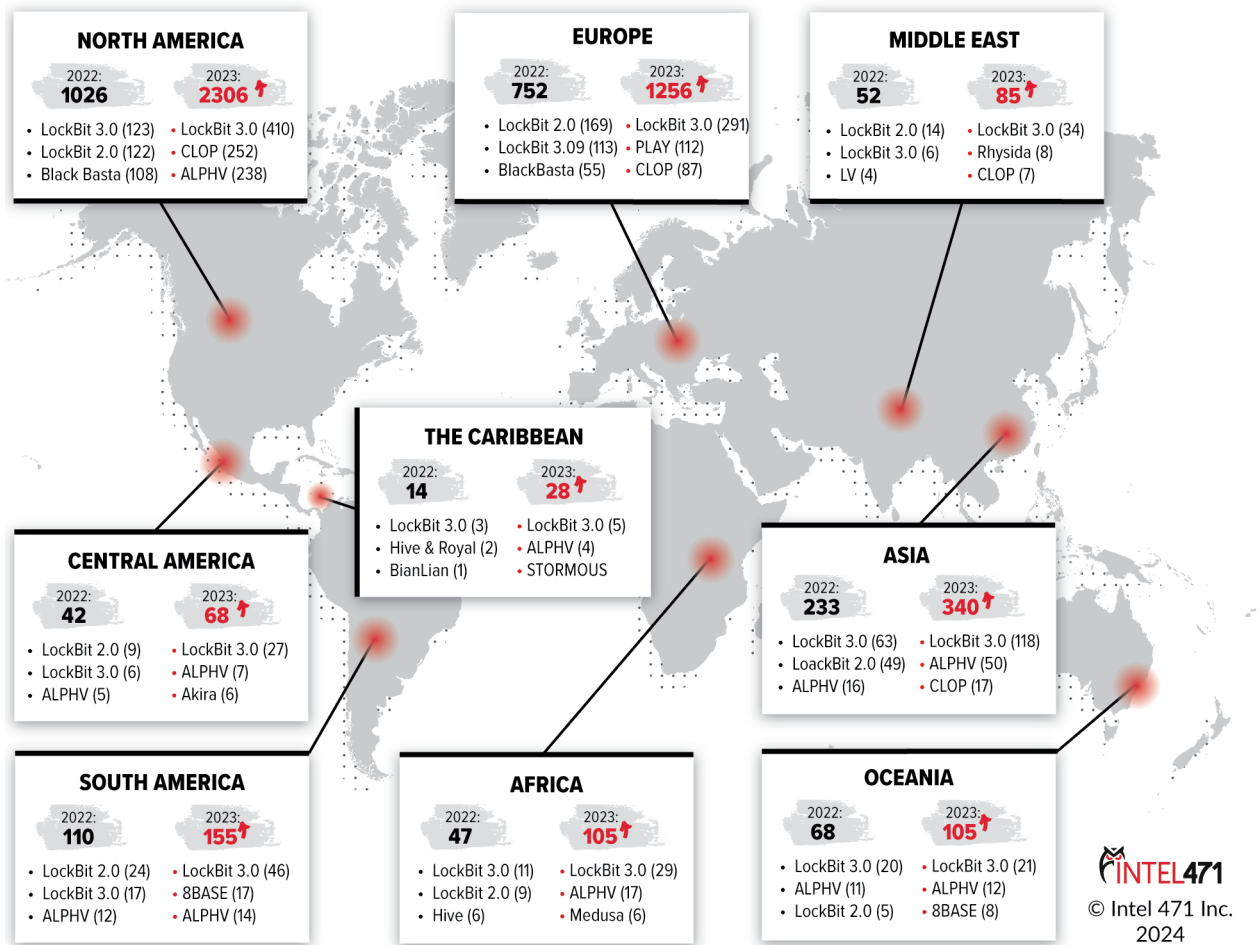 NORTH AMERICA
2022:
1026
2023:
2306
• LockBit 3.0 (123)
• LockBit 2.0 (122)
• Black Basta (108)
• LockBit 3.0 (410)
• CLOP (252)
• ALPHV (238)
EUROPE
2022:
752
2023:
1256
• LockBit 2.0 (169)
• LockBit 3.09 (113)
• BlackBasta (55)
• LockBit 3.0 (291)
• PLAY (112)
• CLOP (87)
MIDDLE EAST
2022:
52
2023:
85
• LockBit 2.0 (14)
• LockBit 3.0 (6)
• LV (4)
• LockBit 3.0 (34)
• Rhysida (8)
• CLOP (7)
THE CARIBBEAN
2022:
14
2023:
28
• LockBit 3.0 (3)
• Hive & Royal (2)
• BianLian (1)
• LockBit 3.0 (5)
• ALPHV (4)
• STORMOUS
CENTRAL AMERICA
2022:
42
2023:
68
• LockBit 2.0 (9)
• LockBit 3.0 (6)
• ALPHV (5)
• LockBit 3.0 (27)
• ALPHV (7)
• Akira (6)
ASIA
2022:
233
2023:
340
• LockBit 3.0 (63)
• LoackBit 2.0 (49)
• ALPHV (16)
• LockBit 3.0 (118)
• ALPHV (50)
• CLOP (17)
SOUTH AMERICA
2022:
110
2023:
155
• LockBit 2.0 (24)
• LockBit 3.0 (17)
• ALPHV (12)
• LockBit 3.0 (46)
• 8BASE (17)
• ALPHV (14)
AFRICA
2022:
47
2023:
105
• LockBit 3.0 (11)
• LockBit 2.0 (9)
• Hive (6)
• LockBit 3.0 (29)
• ALPHV (17)
• Medusa (6)
OCEANIA
2022:
68
2023:
105
• LockBit 3.0 (20)
• ALPHV (11)
• LockBit 2.0 (5)
• LockBit 3.0 (21)
• ALPHV (12)
• 8BASE (8)
INTEL471
© Intel 471 Inc.
2024